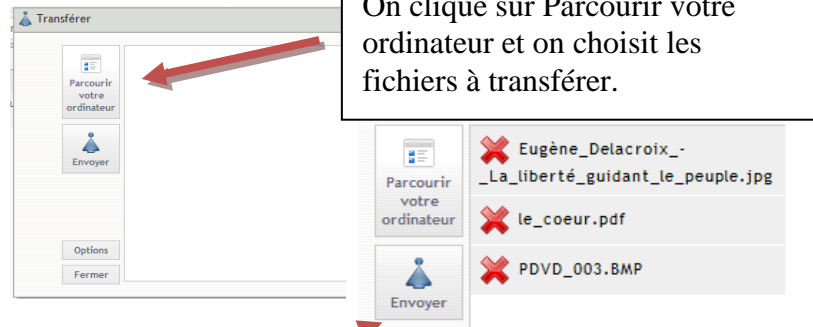 Transférer
On clique sur Parcourir votre
ordinateur et on choisit les
fichiers à transférer.
Parcourir
votre
ordinateur
Envoyer
Options
Fermer
Parcourir
votre
ordinateur
Envoyer
Eugène_Delacroix_-
_La_liberté_guidant_le_peuple.jpg
le_coeur.pdf
PDVD_003.BMP